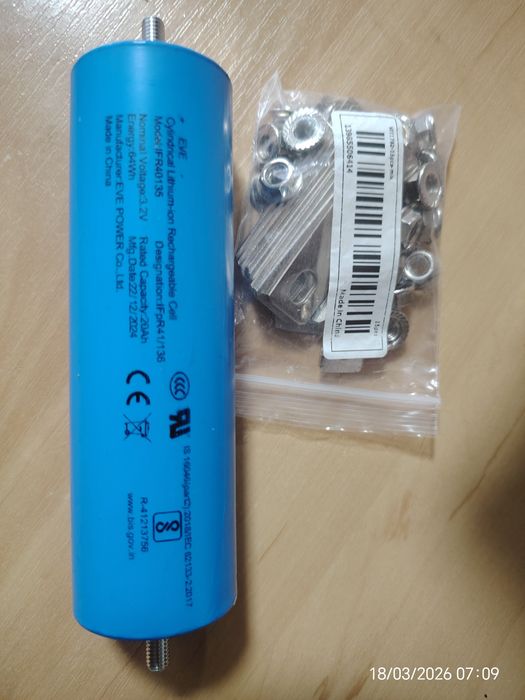 + EVE
Cylindrical Lithium-ion Rechargeable Cell
Model:IFR40135 Designation:IFpR41/136
Nominal Voltage:3.2V Rated Capacity:20Ah
Energy:64Wh Mfg.Date:22/12/2024
Manufacturer:EVE POWER Co.,Ltd.
Made in China
CE
IS 16046(part2):2018/IEC 62133-2:2017
R-41213756
www.bis.gov.in
Made in China
18/03/2026 07:09